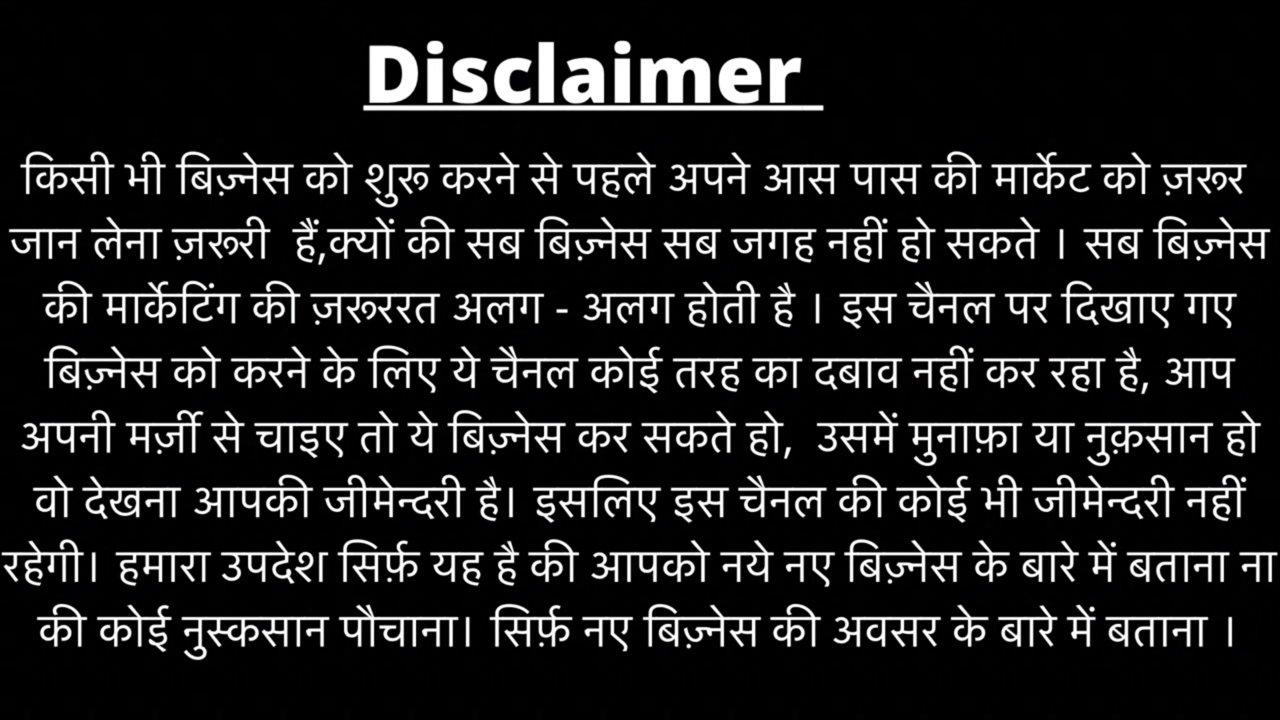 Disclaimer
किसी भी बिज़्नेस को शुरू करने से पहले अपने आस पास की मार्केट को ज़रूर
जान लेना ज़रूरी हैं,क्यों की सब बिज़्नेस सब जगह नहीं हो सकते । सब बिज़्नेस
की मार्केटिंग की ज़रूररत अलग - अलग होती है । इस चैनल पर दिखाए गए
बिज़्नेस को करने के लिए ये चैनल कोई तरह का दबाव नहीं कर रहा है, आप
अपनी मर्ज़ी से चाइए तो ये बिज़्नेस कर सकते हो, उसमें मुनाफ़ा या नुक़सान हो
वो देखना आपकी जीमेन्दरी है। इसलिए इस चैनल की कोई भी जीमेन्दरी नहीं
रहेगी। हमारा उपदेश सिर्फ़ यह है की आपको नये नए बिज़्नेस के बारे में बताना ना
की कोई नुस्कसान पौचाना। सिर्फ़ नए बिज़्नेस की अवसर के बारे में बताना ।